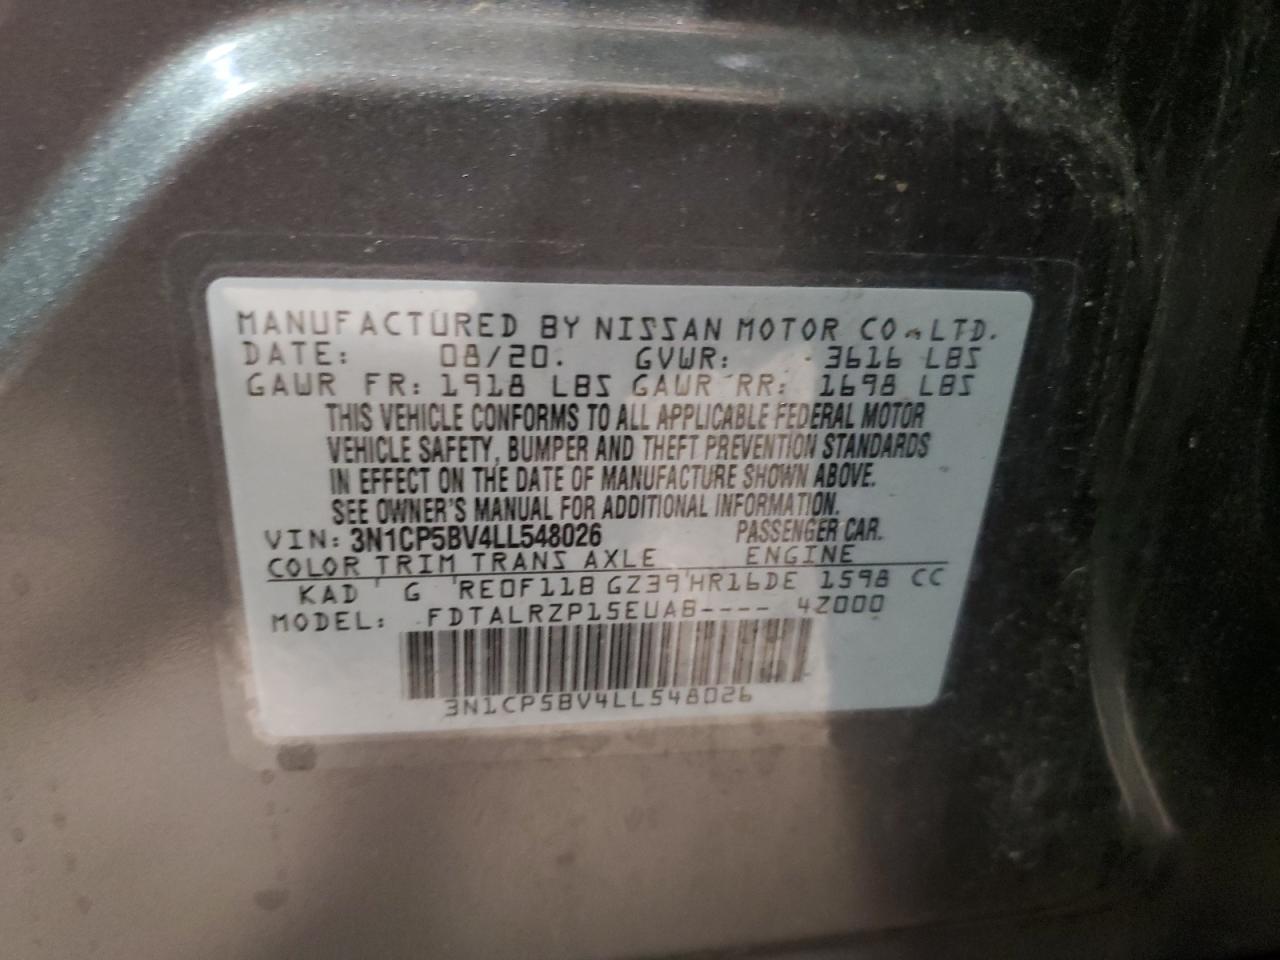 MANUFACTURED BY NISSAN MOTOR CO.,LTD.
DATE: 08/20. GVWR: 3616 LBS
GAWR FR: 1918 LBS GAWR RR: 1698 LBS
THIS VEHICLE CONFORMS TO ALL APPLICABLE FEDERAL MOTOR
VEHICLE SAFETY, BUMPER AND THEFT PREVENTION STANDARDS
IN EFFECT ON THE DATE OF MANUFACTURE SHOWN ABOVE.
SEE OWNER'S MANUAL FOR ADDITIONAL INFORMATION.
VIN: 3N1CP5BV4LL548026 PASSENGER CAR.
COLOR TRIM TRANS AXLE ENGINE
KAD G RE0F11B GZ39 HR16DE 1598 CC
MODEL: FDTALRZP15EUAB---- 42000
3N1CP5BV4LL548026